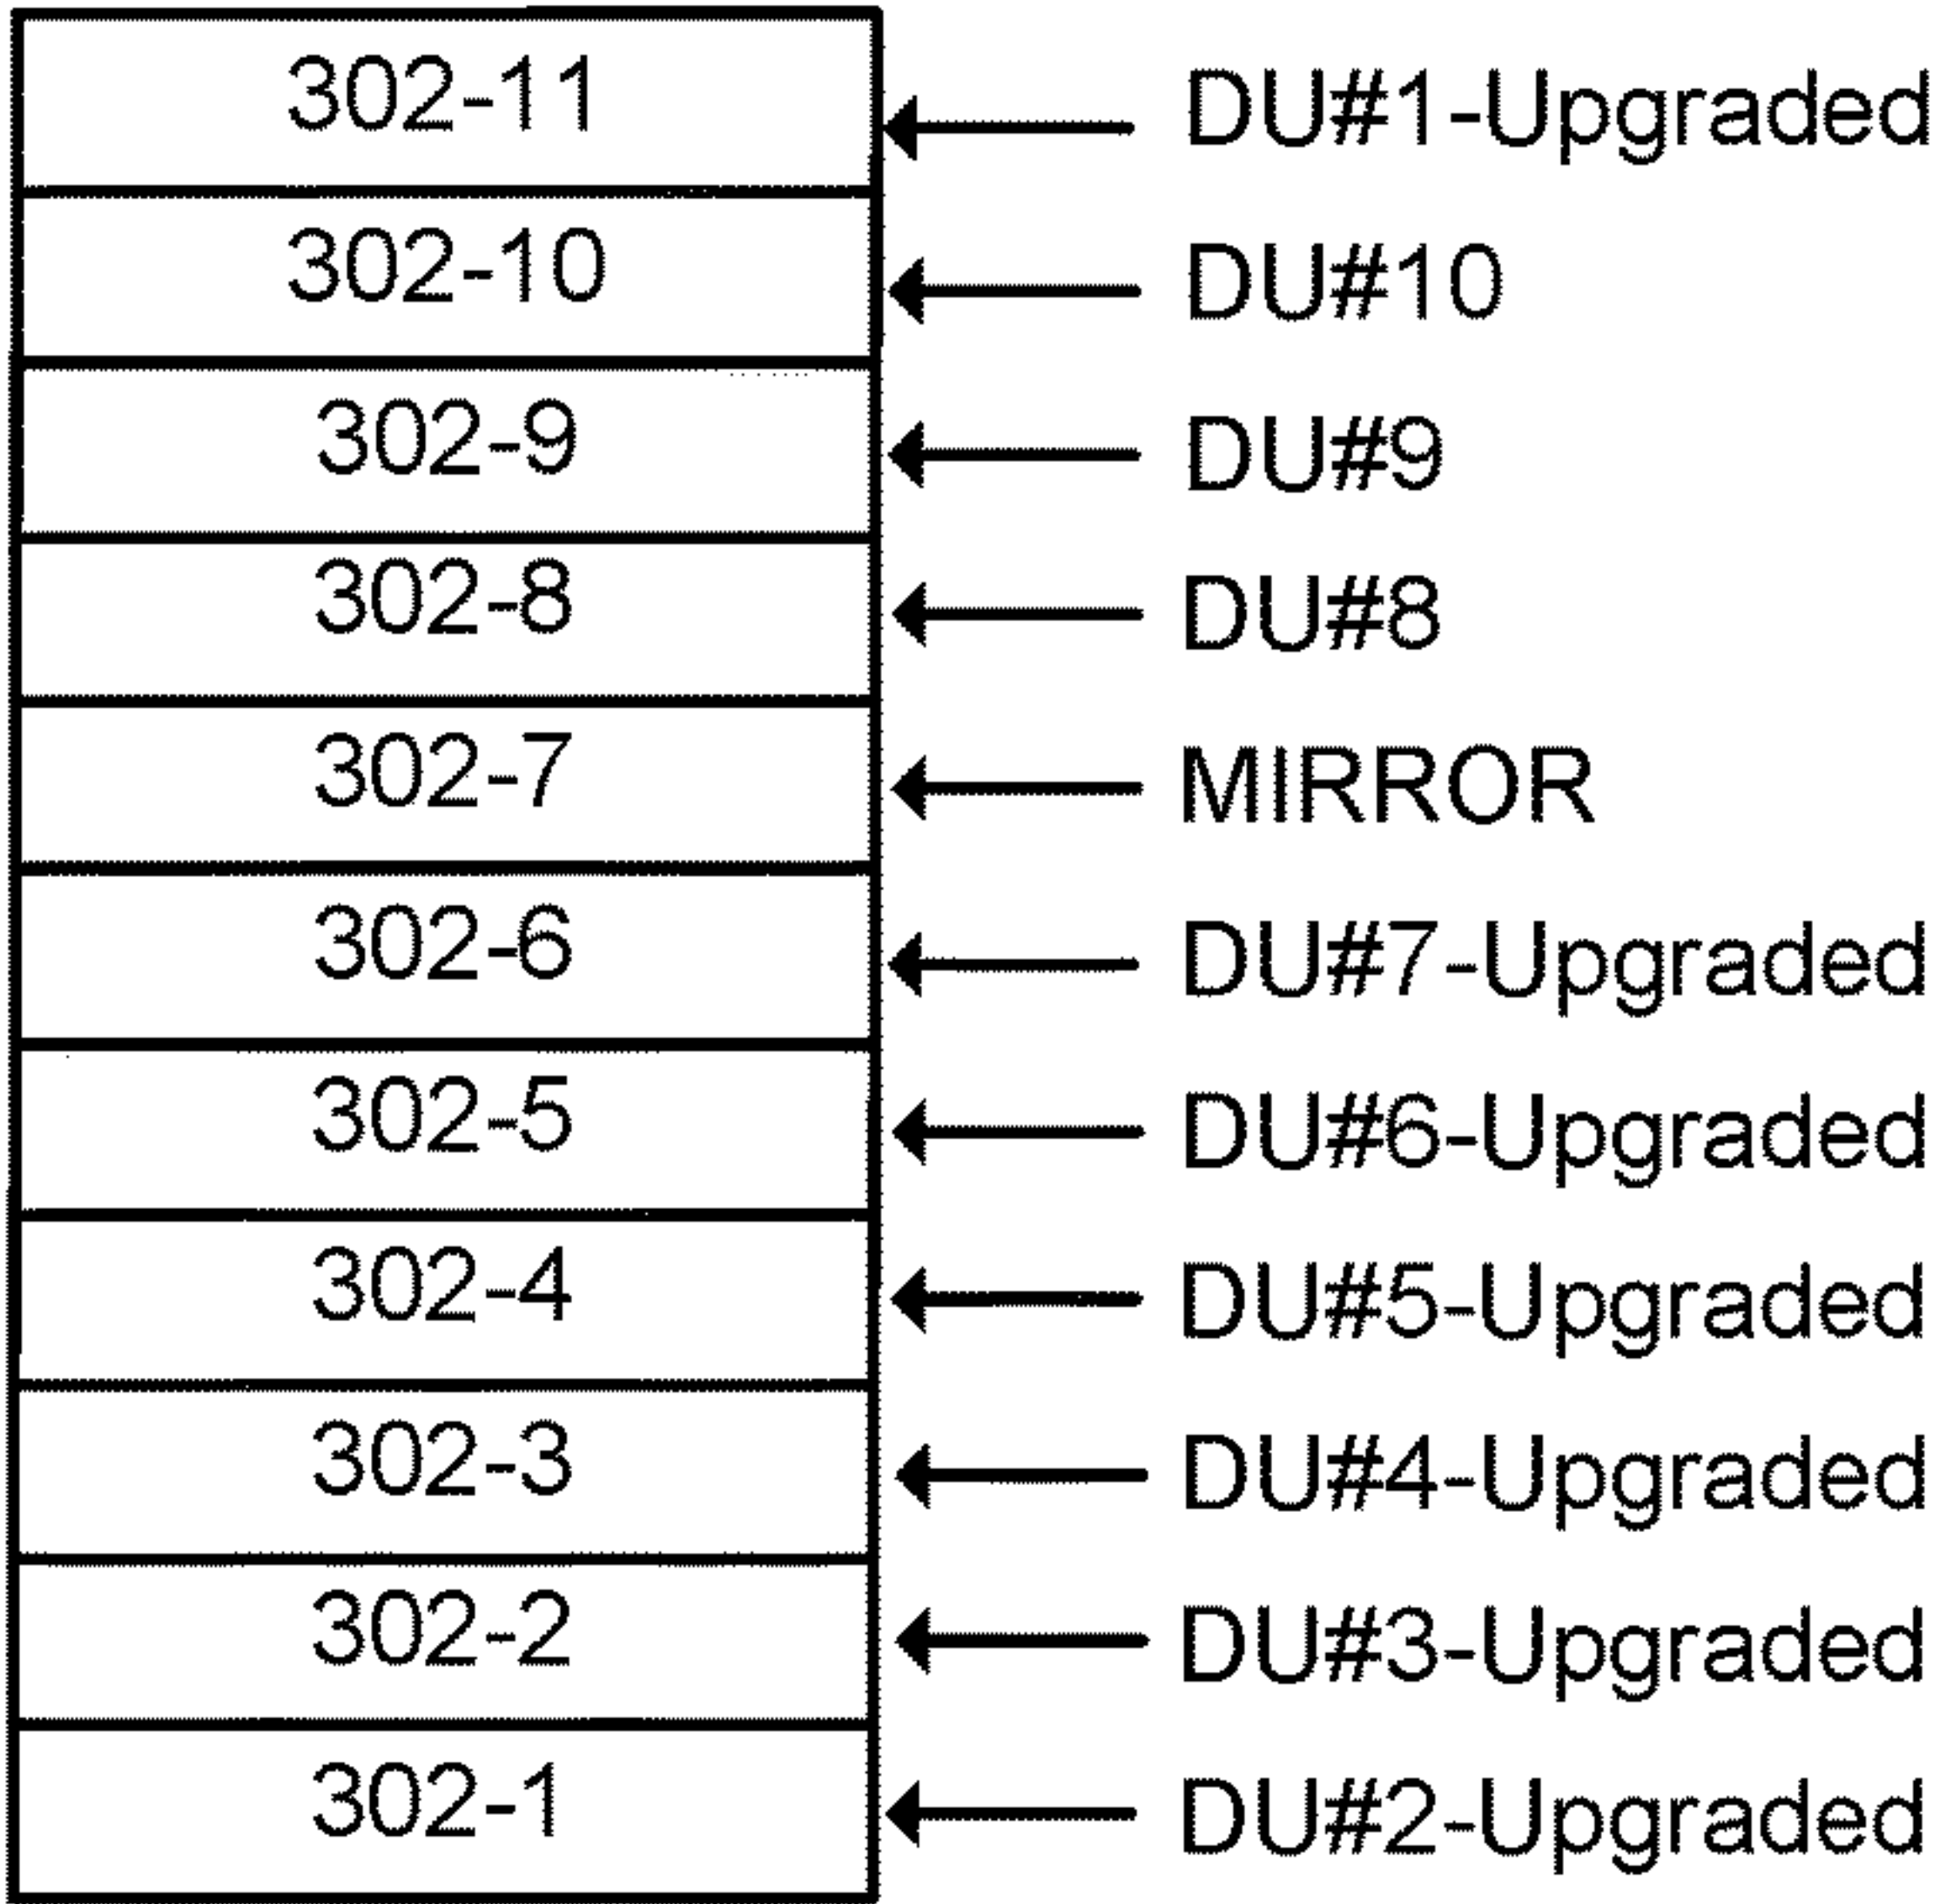 302-11 DU#1-Upgraded
302-10 DU#10
302-9 DU#9
302-8 DU#8
302-7 MIRROR
302-6 DU#7-Upgraded
302-5 DU#6-Upgraded
302-4 DU#5-Upgraded
302-3 DU#4-Upgraded
302-2 DU#3-Upgraded
302-1 DU#2-Upgraded